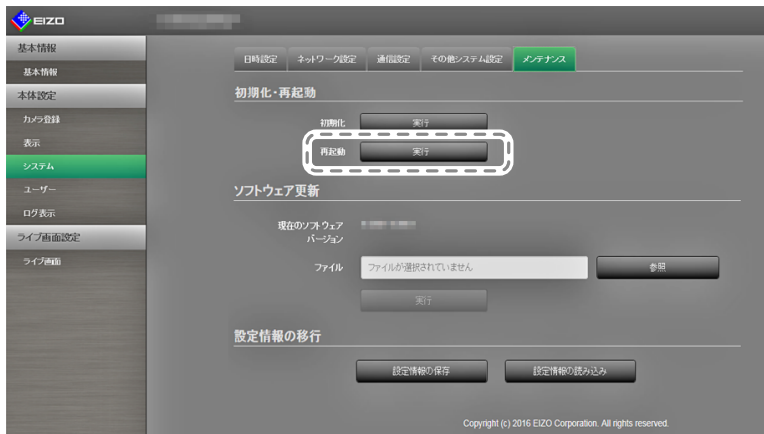 EIZO
基本情報
基本情報
本体設定
カメラ登録
表示
システム
ユーザー
ログ表示
ライブ画面設定
ライブ画面
日時設定 ネットワーク設定 通信設定 その他システム設定 メンテナンス
初期化・再起動
初期化 実行
再起動 実行
ソフトウェア更新
現在のソフトウェア
バージョン
ファイル ファイルが選択されていません 参照
実行
設定情報の移行
設定情報の保存 設定情報の読み込み
Copyright (c) 2016 EIZO Corporation. All rights reserved.